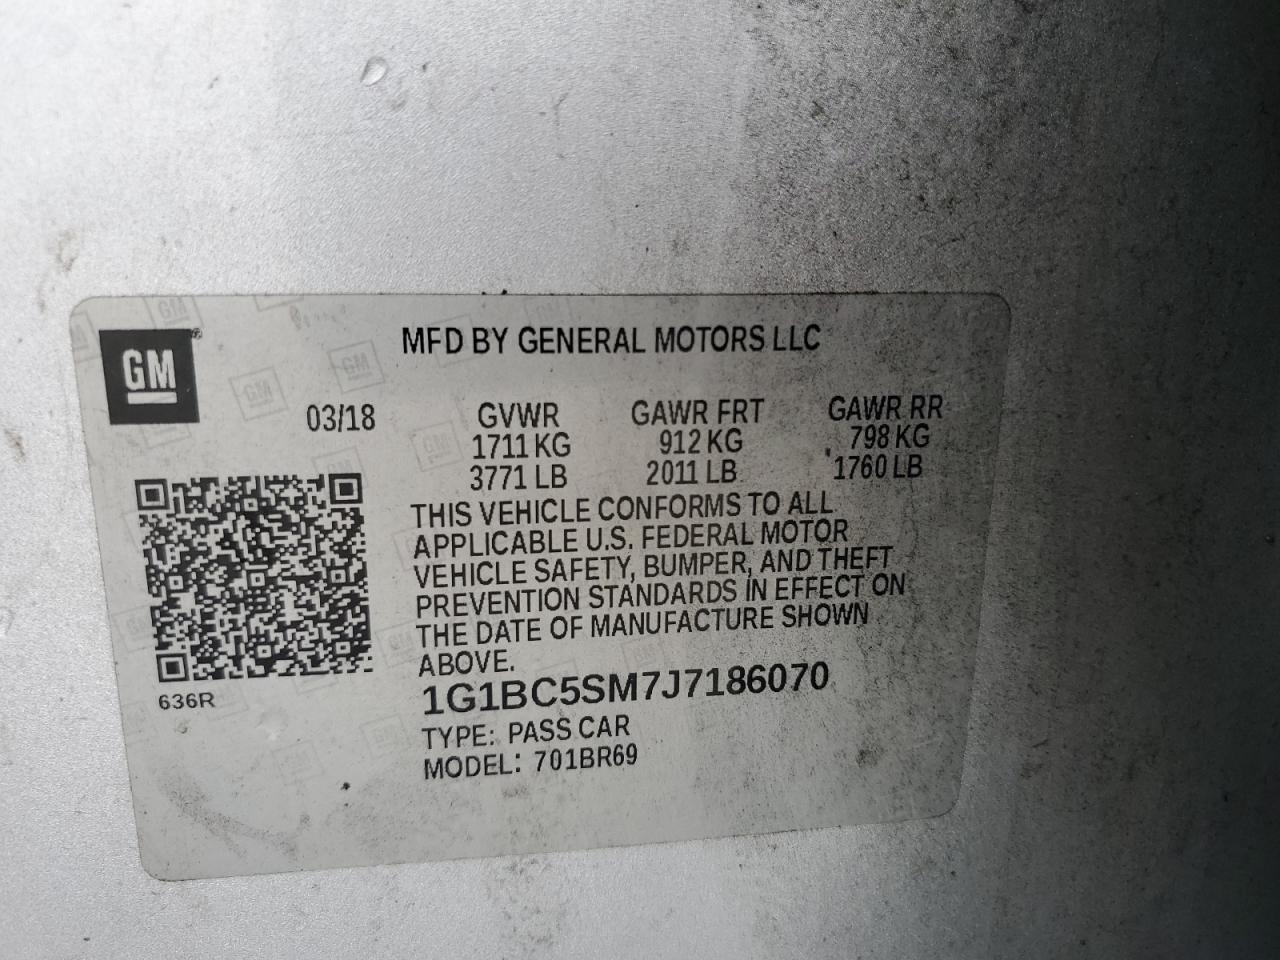 GM
MFD BY GENERAL MOTORS LLC
03/18 GVWR GAWR FRT GAWR RR
1711 KG 912 KG 798 KG
3771 LB 2011 LB 1760 LB
THIS VEHICLE CONFORMS TO ALL
APPLICABLE U.S. FEDERAL MOTOR
VEHICLE SAFETY, BUMPER, AND THEFT
PREVENTION STANDARDS IN EFFECT ON
THE DATE OF MANUFACTURE SHOWN
ABOVE.
636R
1G1BC5SM7J7186070
TYPE: PASS CAR
MODEL: 701BR69